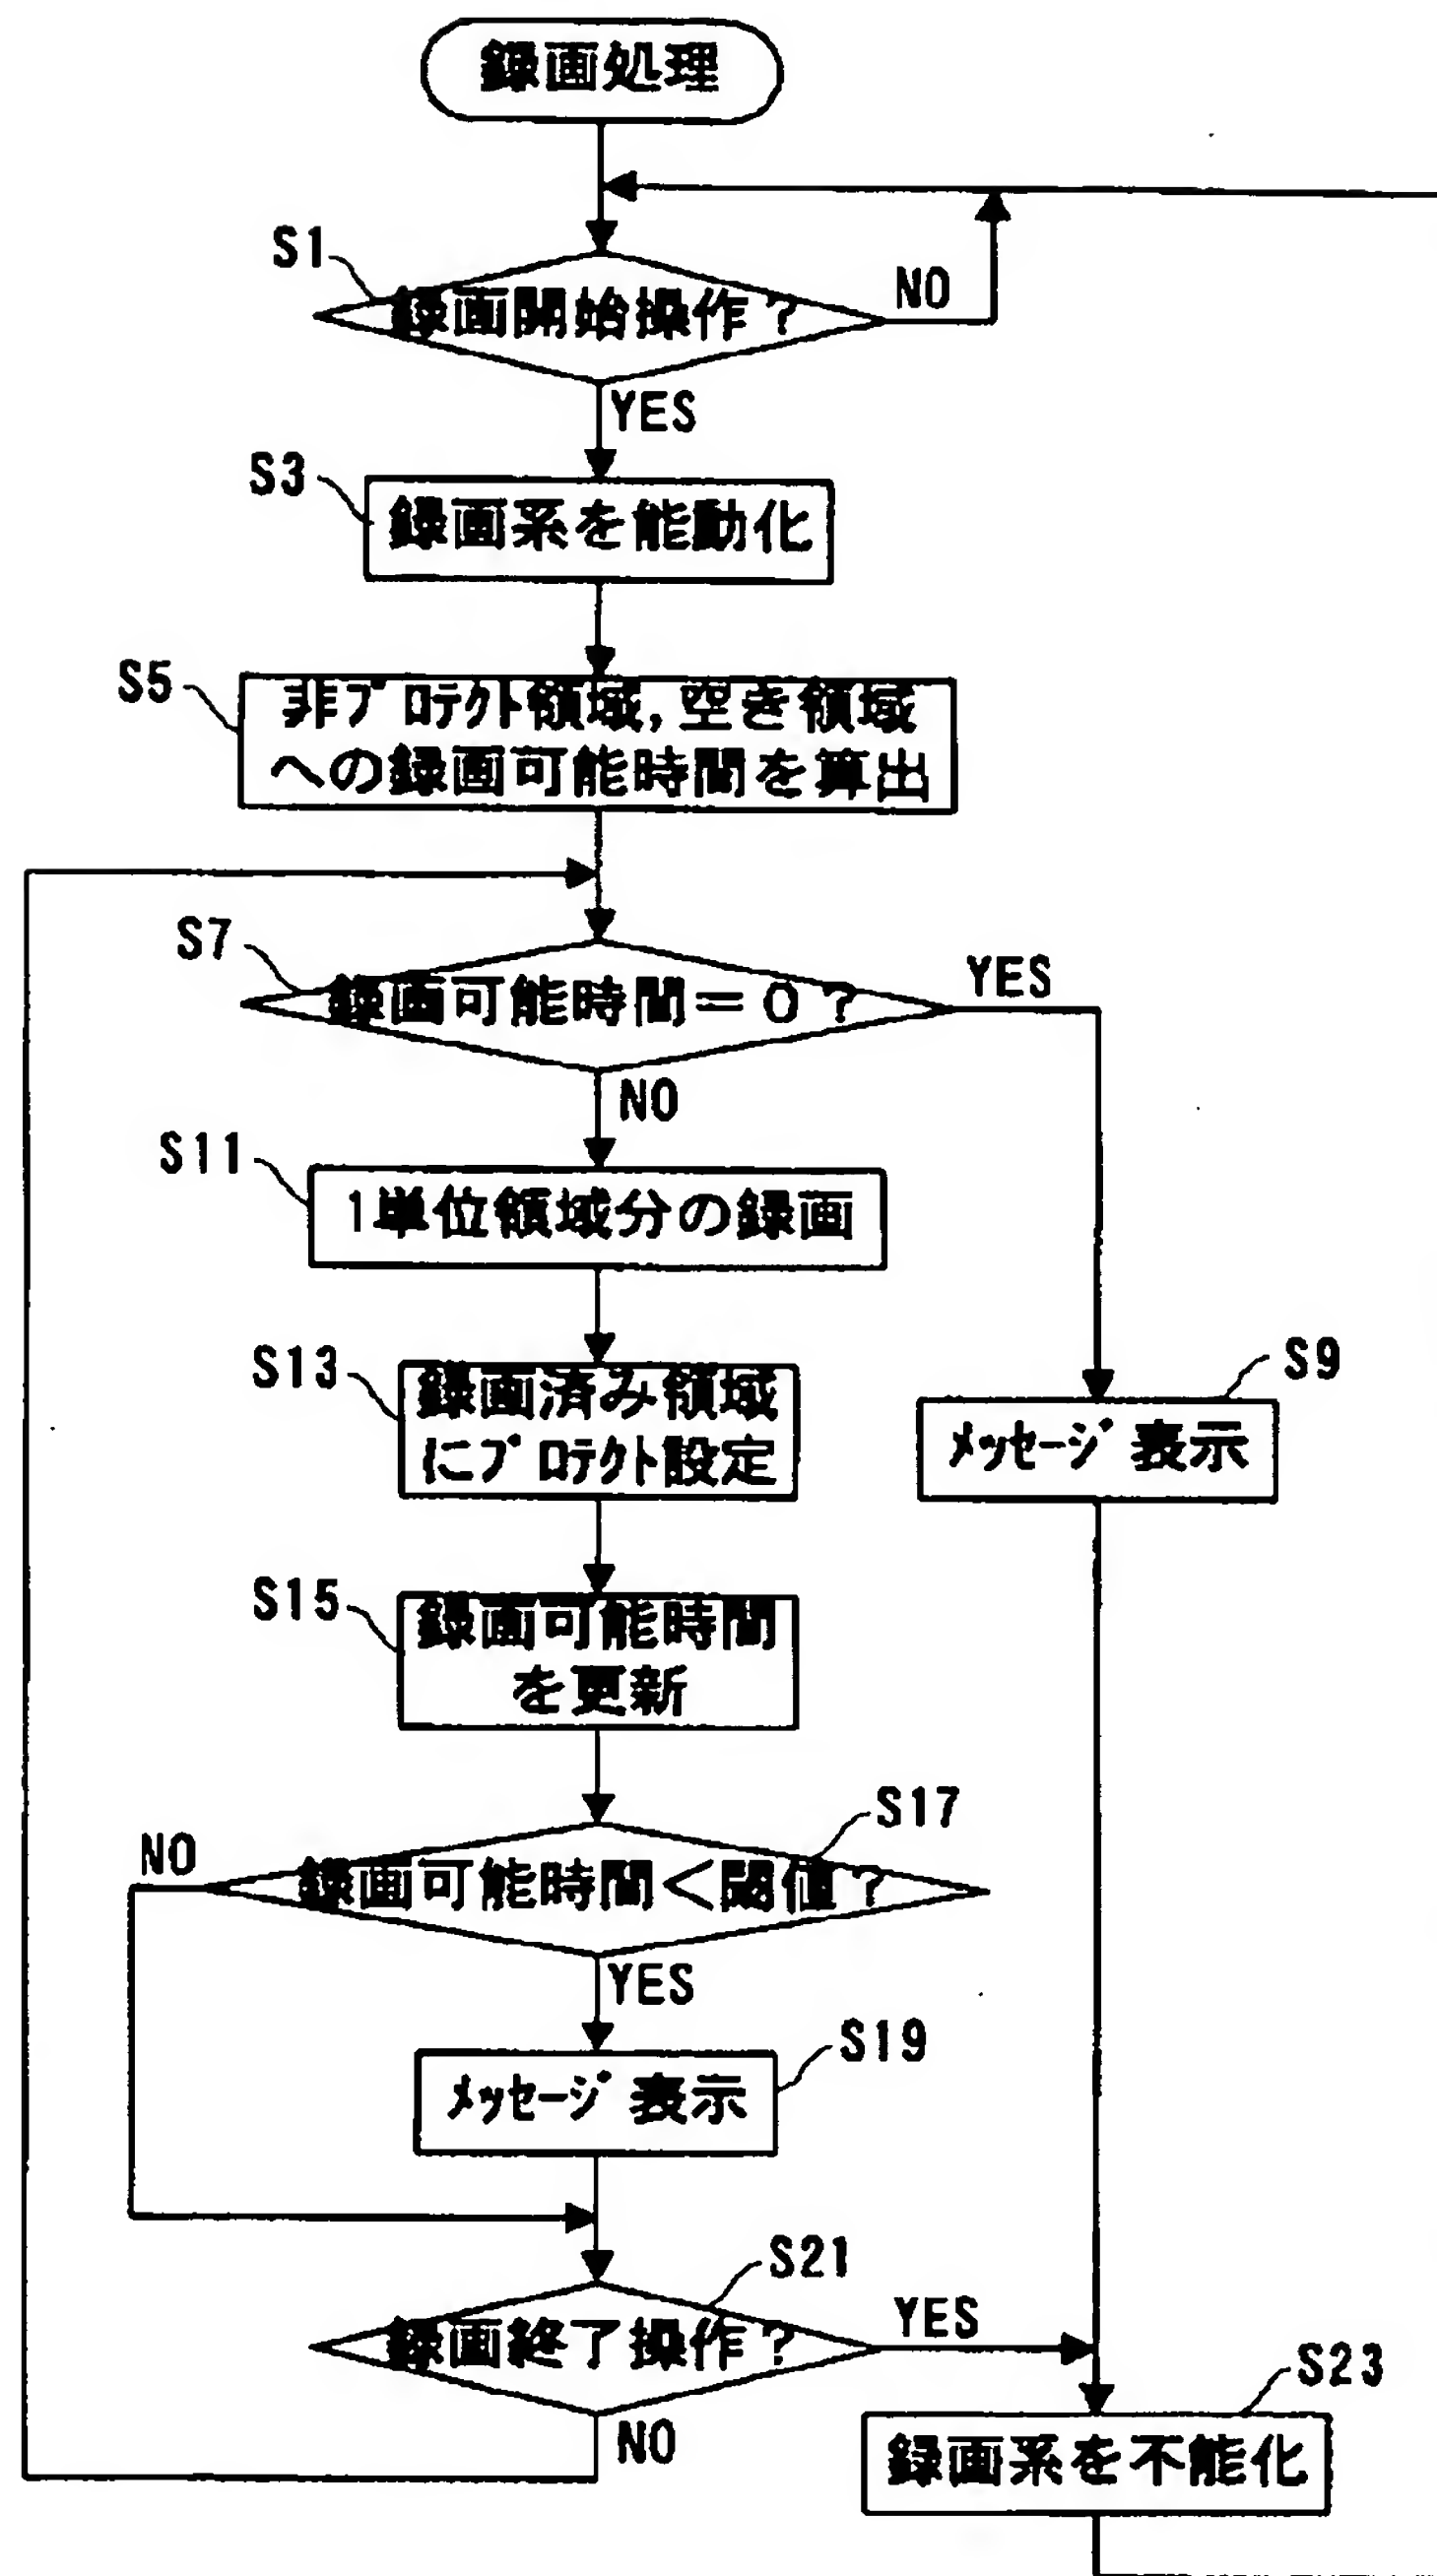 録画処理
S1
録画開始操作?
NO
YES
S3
録画系を能動化
S5
非プロテクト領域,空き領域
への録画可能時間を算出
S7
録画可能時間=0?
YES
NO
S11
1単位領域分の録画
S9
メッセージ表示
S13
録画済み領域
にプロテクト設定
S15
録画可能時間
を更新
S17
NO
録画可能時間<閾値?
YES
S19
メッセージ表示
S21
録画終了操作?
YES
NO
S23
録画系を不能化